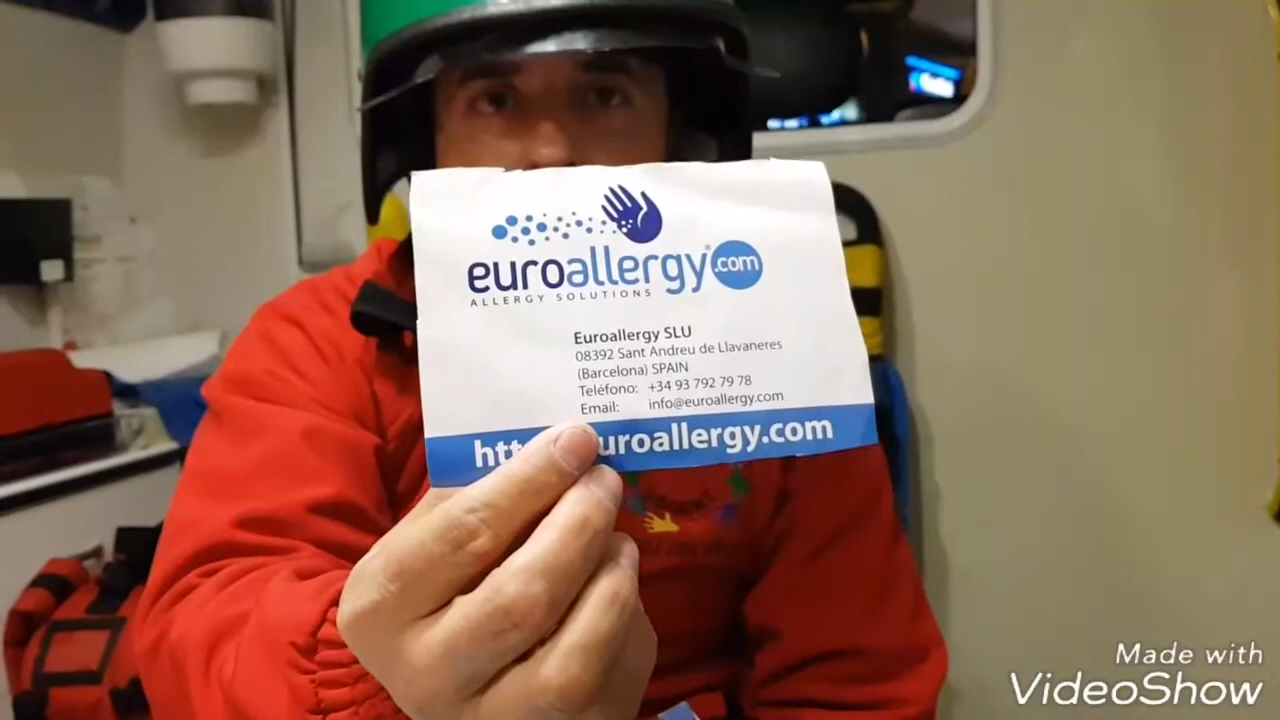 euroallergy® .com
ALLERGY SOLUTIONS
Euroallergy SLU
08392 Sant Andreu de Llavaneres
(Barcelona) SPAIN
Teléfono: +34 93 792 79 78
Email: info@euroallergy.com
euroallergy.com
Made with
VideoShow